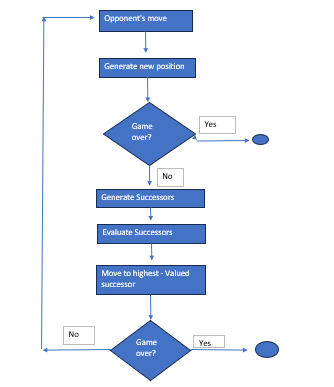 Opponent's move
Generate new position
Game
over?
Yes
No
Generate Successors
Evaluate Successors
Move to highest - Valued
successor
Game
over?
No
Yes